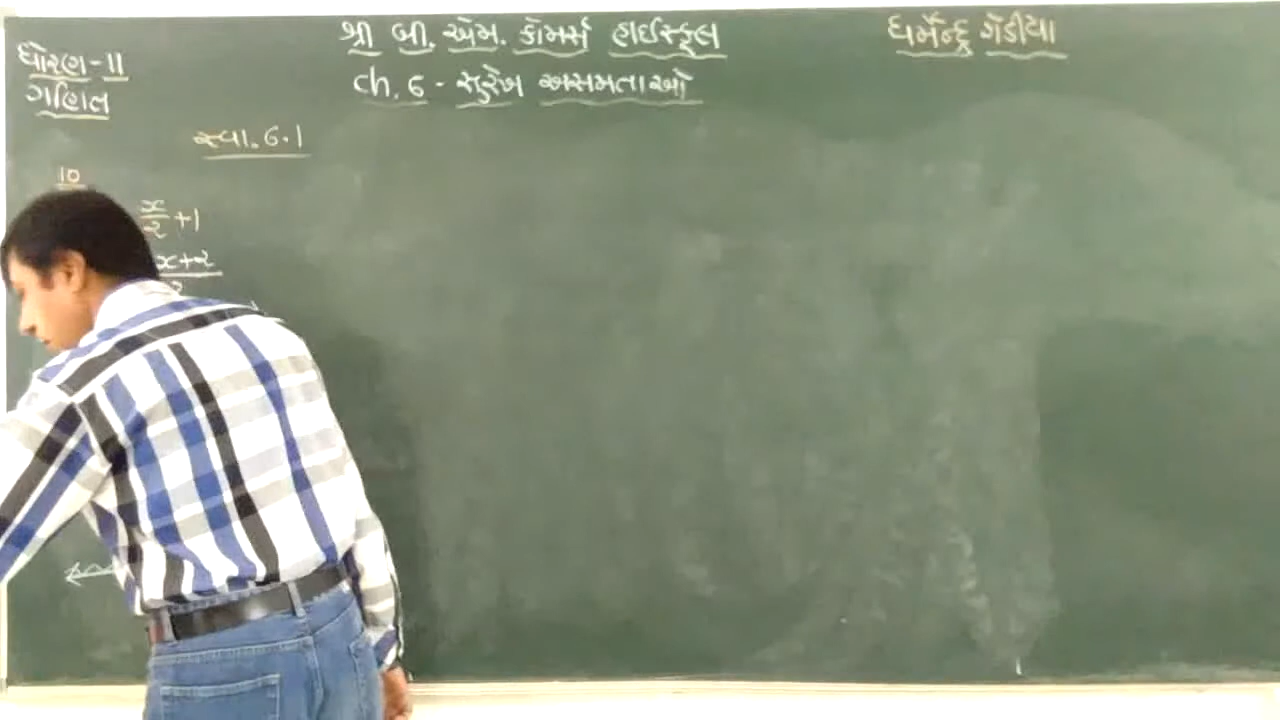 શ્રી બી. એમ. કોમર્સ હાઈસ્કૂલ
ધર્મેન્દ્ર ગેડીયા
ધોરણ-11
ગણિત
ch. 6 - સુરેખ અસમતાઓ
સ્વા. 6.1
10
x/2 + 1
x+2